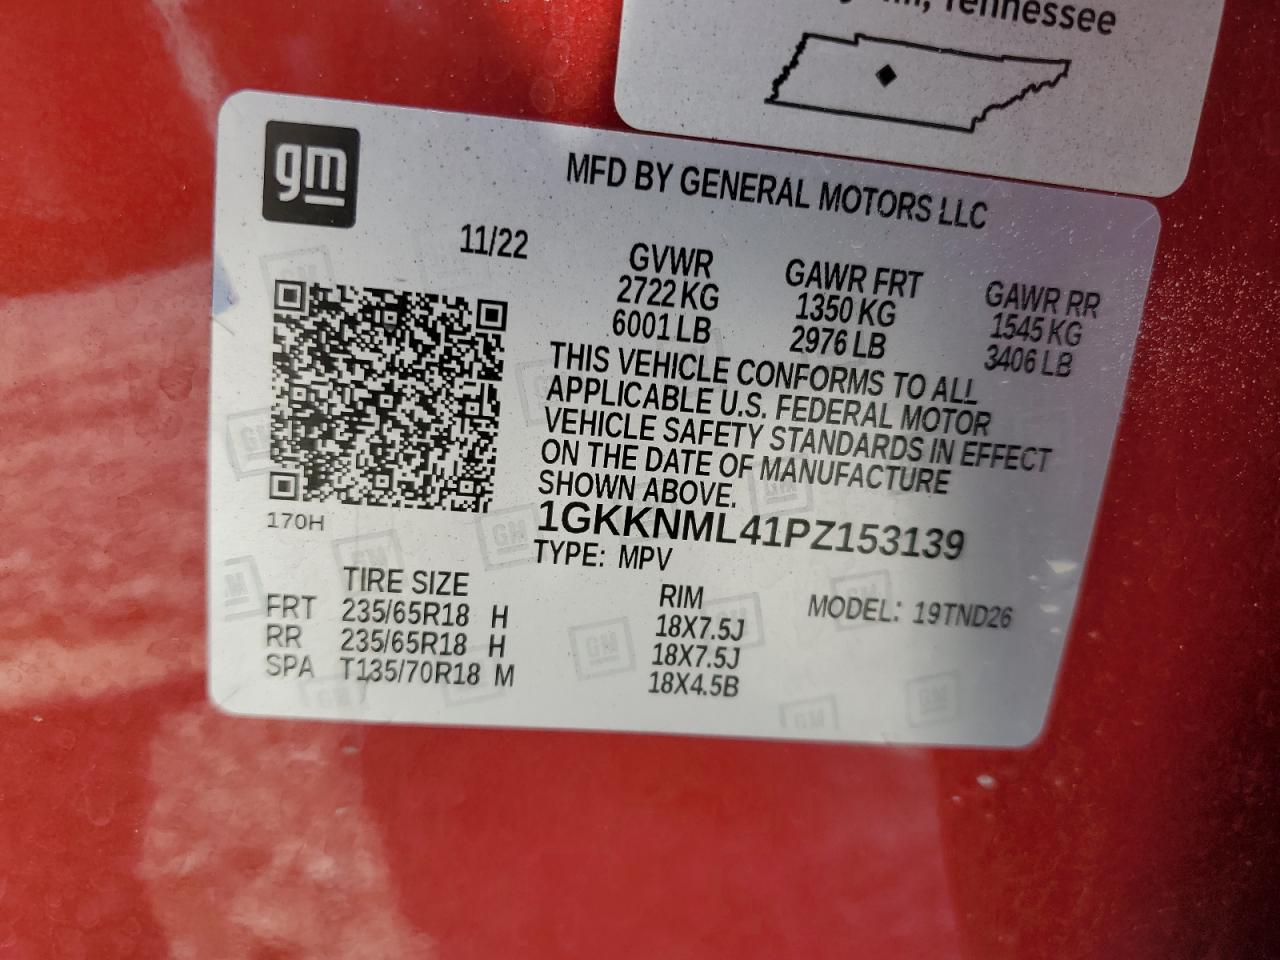 Tennessee
gm
MFD BY GENERAL MOTORS LLC
11/22
GVWR GAWR FRT GAWR RR
2722 KG 1350 KG 1545 KG
6001 LB 2976 LB 3406 LB
THIS VEHICLE CONFORMS TO ALL
APPLICABLE U.S. FEDERAL MOTOR
VEHICLE SAFETY STANDARDS IN EFFECT
ON THE DATE OF MANUFACTURE
SHOWN ABOVE.
170H
1GKKNML41PZ153139
TYPE: MPV
TIRE SIZE RIM MODEL: 19TND26
FRT 235/65R18 H 18X7.5J
RR 235/65R18 H 18X7.5J
SPA T135/70R18 M 18X4.5B